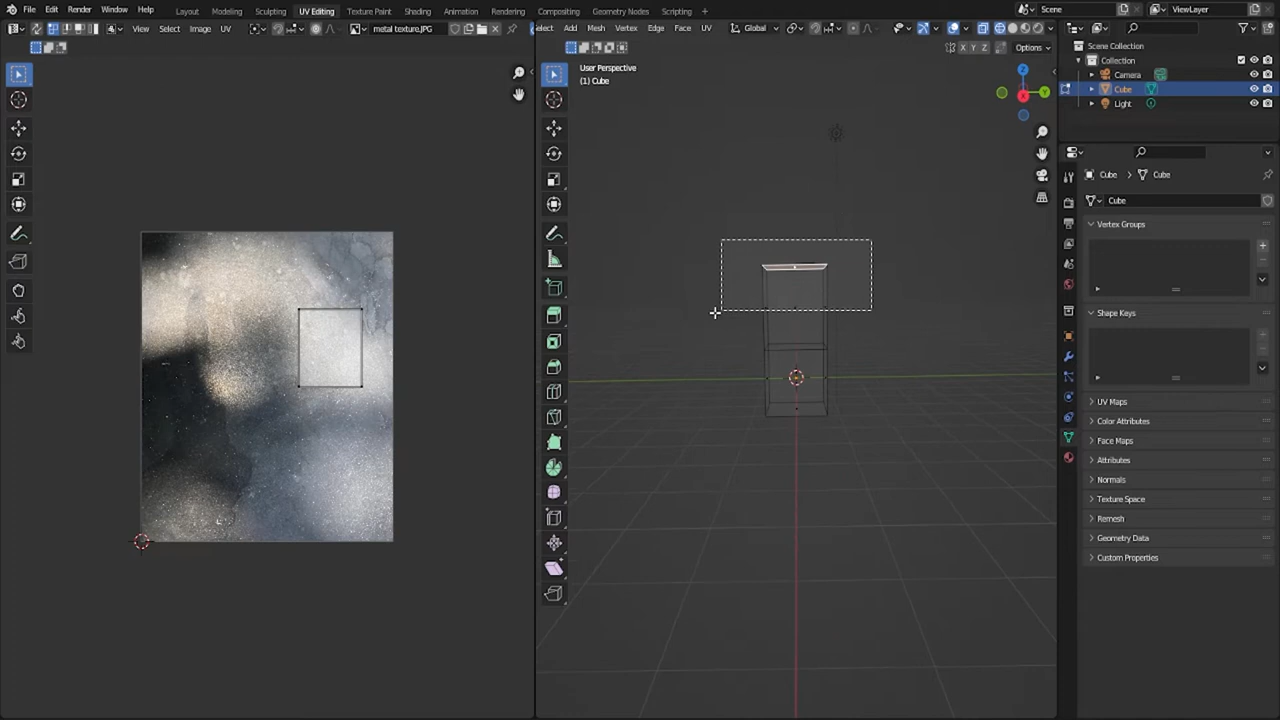 File Edit Render Window Help Layout Modeling Sculpting UV Editing Texture Paint Shading Animation Rendering Compositing Geometry Nodes Scripting Scene ViewLayer
View Select Image UV metal texture.JPG elect Add Mesh Vertex Edge Face UV Global
X Y Z Options
Scene Collection
Collection
Camera
Cube
Light
User Perspective
(1) Cube
Z
Y
X
Cube Cube
Cube
Vertex Groups
Shape Keys
UV Maps
Color Attributes
Face Maps
Attributes
Normals
Texture Space
Remesh
Geometry Data
Custom Properties